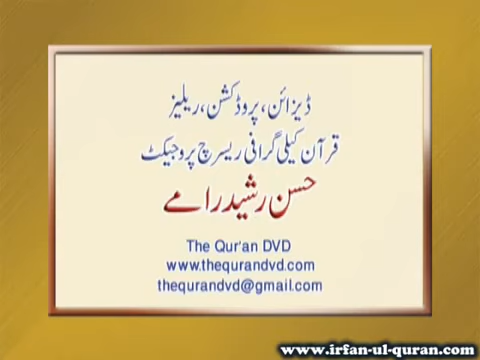 ڈیزائن، پروڈکشن، ریلیز
قرآن کیلی گرافی ریسرچ پروجیکٹ
حسن رشید رامے
The Qur'an DVD
www.thequrandvd.com
thequrandvd@gmail.com
www.irfan-ul-quran.com